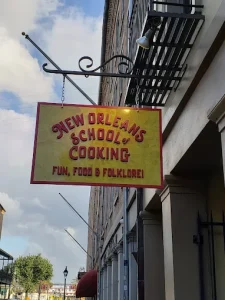 NEW ORLEANS
SCHOOL of
COOKING
FUN, FOOD & FOLKLORE!